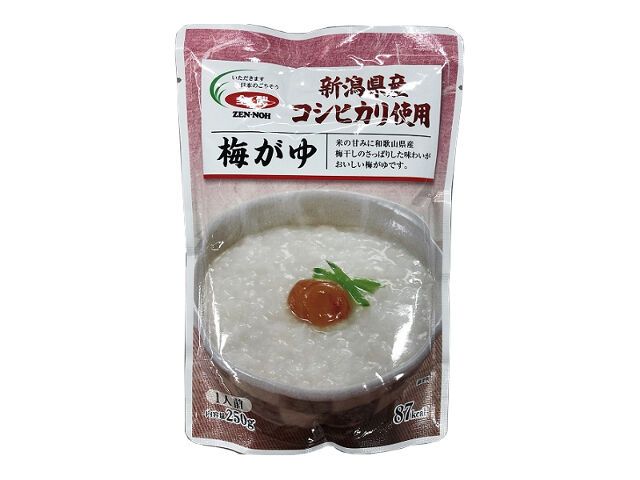 いただきます
日本のごちそう
全農
ZEN-NOH
新潟県産
コシヒカリ使用
梅がゆ
米の甘みに和歌山県産
梅干しのさっぱりした味わいが
おいしい梅がゆです。
1人前
内容量250g
87kcal